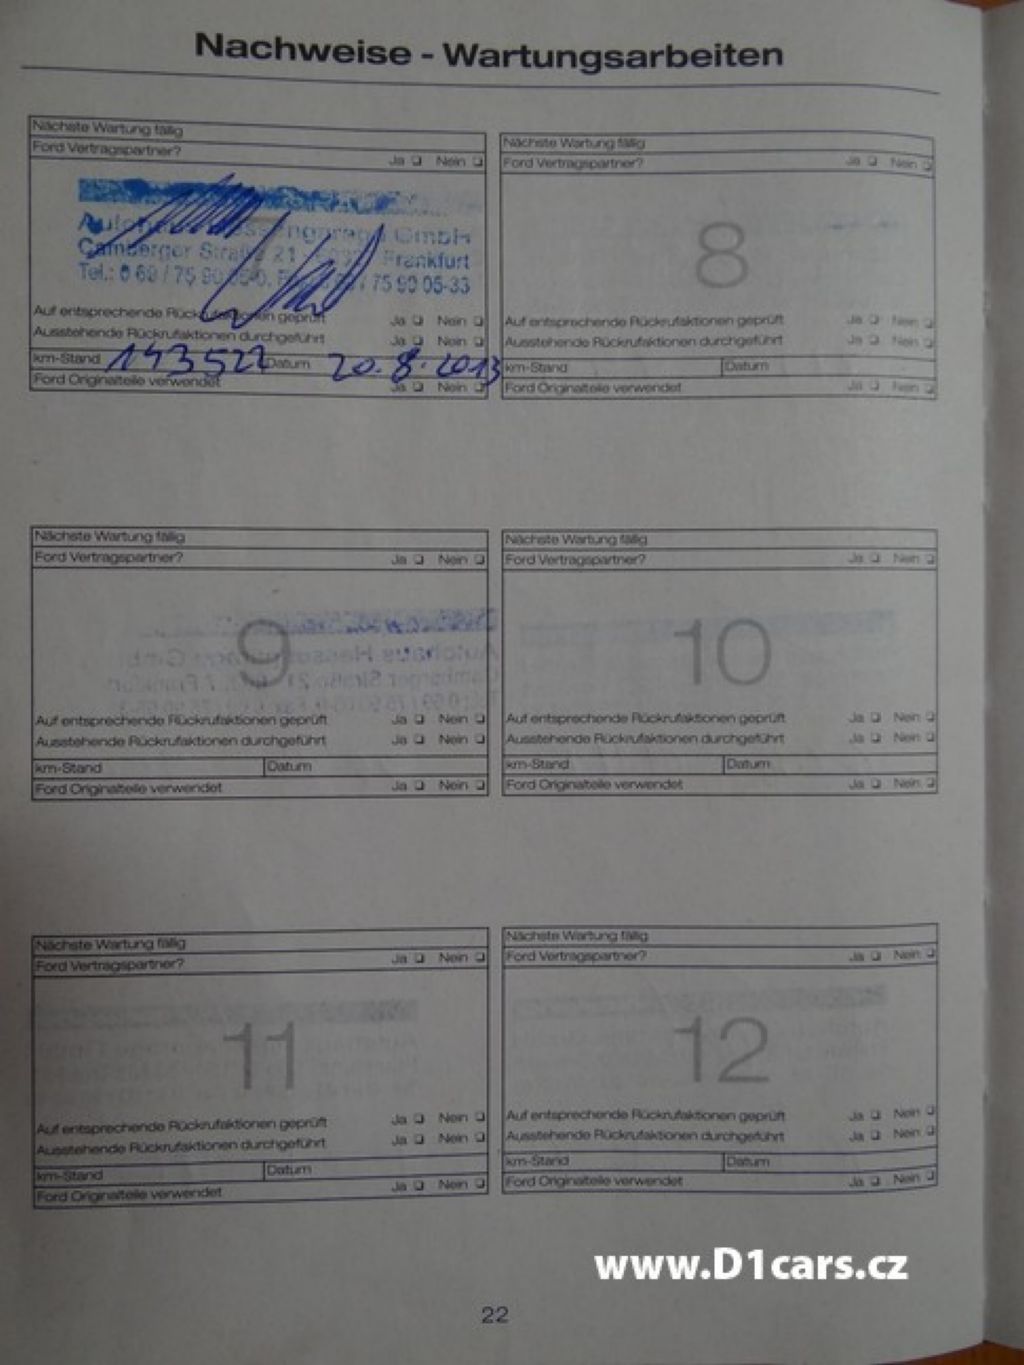 Nachweise - Wartungsarbeiten
Nächste Wartung fällig
Ford Vertragspartner? Ja ❏ Nein ❏
Camberger Straße 21 Frankfurt
Tel.: 0 69 / 75 90 75 90 05-33
Auf entsprechende Rückrufaktionen geprüft Ja ❏ Nein ❏
Ausstehende Rückrufaktionen durchgeführt Ja ❏ Nein ❏
km-Stand 143522 Datum 20.8.2013
Ford Originalteile verwendet Ja ❏ Nein ❏
Nächste Wartung fällig
Ford Vertragspartner? Ja ❏ Nein ❏
8
Auf entsprechende Rückrufaktionen geprüft Ja ❏ Nein ❏
Ausstehende Rückrufaktionen durchgeführt Ja ❏ Nein ❏
km-Stand Datum
Ford Originalteile verwendet Ja ❏ Nein ❏
Nächste Wartung fällig
Ford Vertragspartner? Ja ❏ Nein ❏
9
Auf entsprechende Rückrufaktionen geprüft Ja ❏ Nein ❏
Ausstehende Rückrufaktionen durchgeführt Ja ❏ Nein ❏
km-Stand Datum
Ford Originalteile verwendet Ja ❏ Nein ❏
Nächste Wartung fällig
Ford Vertragspartner? Ja ❏ Nein ❏
10
Auf entsprechende Rückrufaktionen geprüft Ja ❏ Nein ❏
Ausstehende Rückrufaktionen durchgeführt Ja ❏ Nein ❏
km-Stand Datum
Ford Originalteile verwendet Ja ❏ Nein ❏
Nächste Wartung fällig
Ford Vertragspartner? Ja ❏ Nein ❏
11
Auf entsprechende Rückrufaktionen geprüft Ja ❏ Nein ❏
Ausstehende Rückrufaktionen durchgeführt Ja ❏ Nein ❏
km-Stand Datum
Ford Originalteile verwendet Ja ❏ Nein ❏
Nächste Wartung fällig
Ford Vertragspartner? Ja ❏ Nein ❏
12
Auf entsprechende Rückrufaktionen geprüft Ja ❏ Nein ❏
Ausstehende Rückrufaktionen durchgeführt Ja ❏ Nein ❏
km-Stand Datum
Ford Originalteile verwendet Ja ❏ Nein ❏
www.D1cars.cz
22